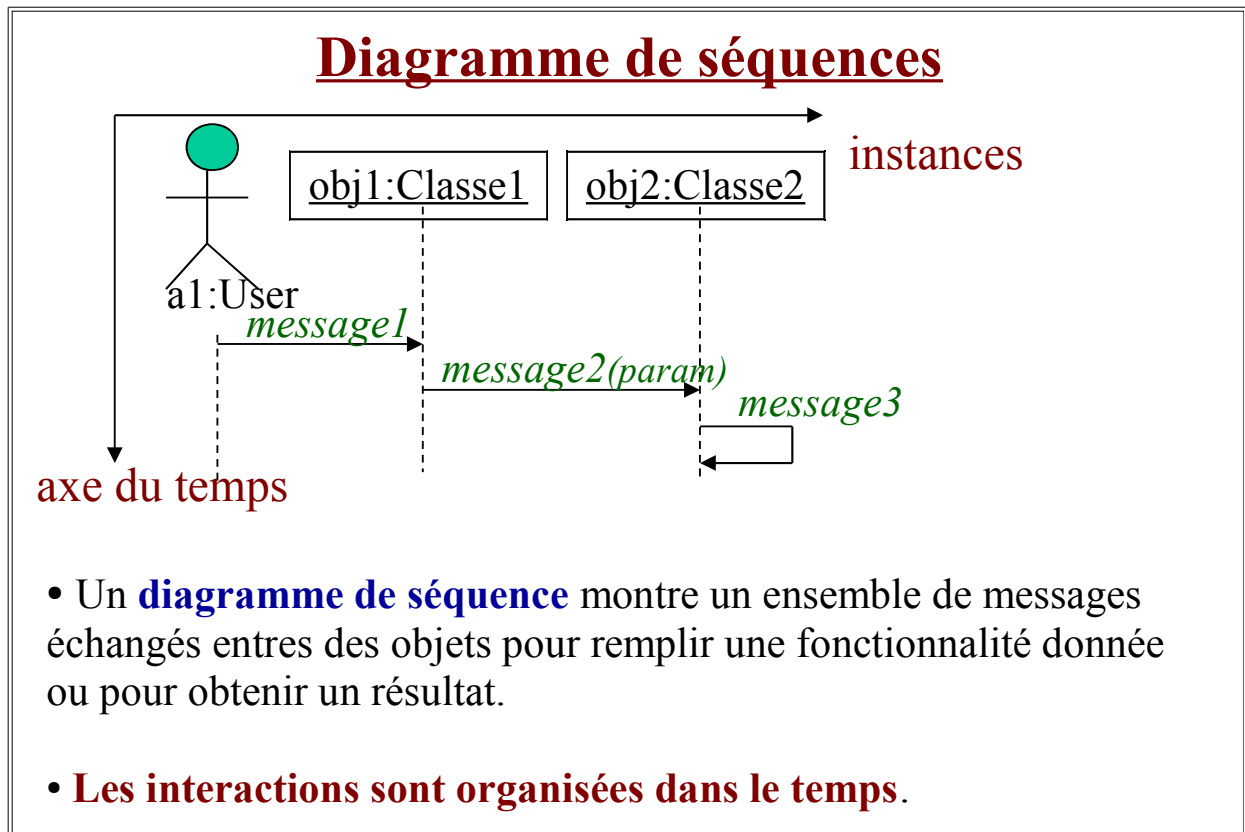 Diagramme de séquences
instances
obj1:Classe1
obj2:Classe2
a1:User
message1
message2(param)
message3
axe du temps
• Un diagramme de séquence montre un ensemble de messages
échangés entres des objets pour remplir une fonctionnalité donnée
ou pour obtenir un résultat.
• Les interactions sont organisées dans le temps.